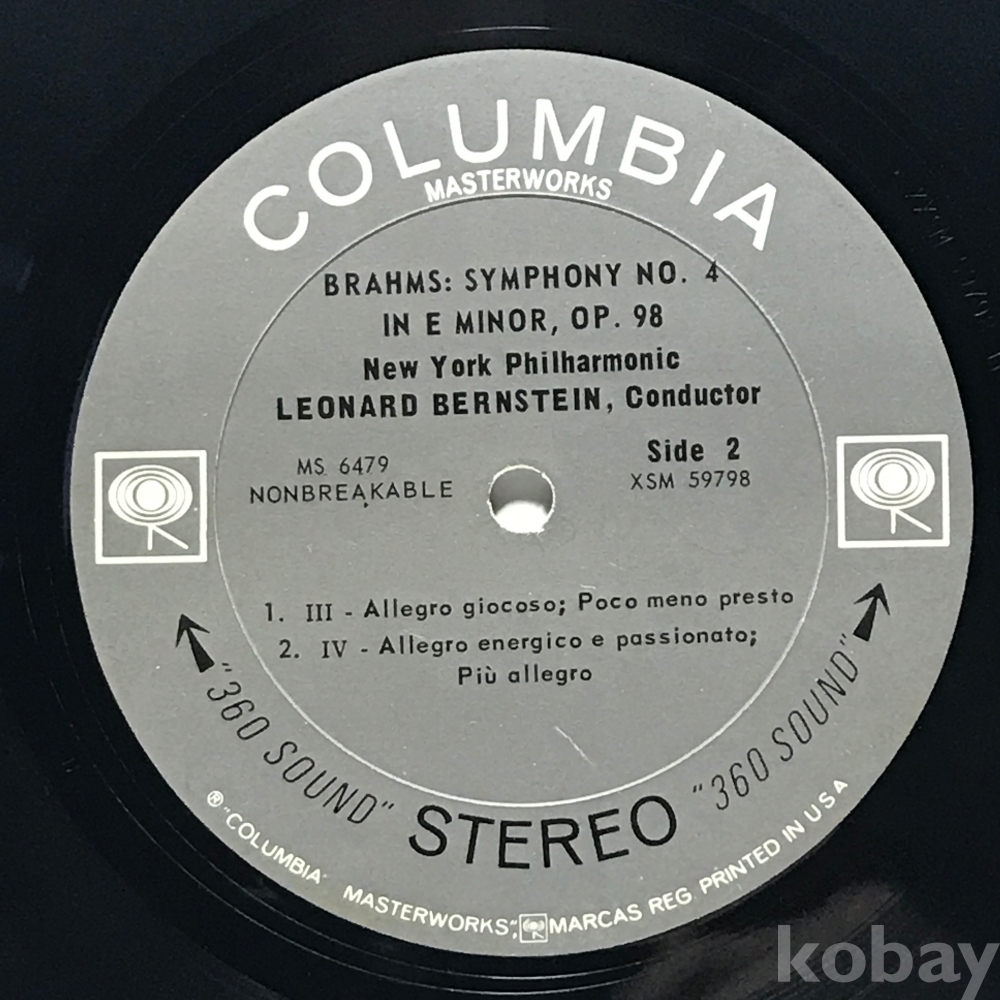 COLUMBIA
MASTERWORKS
BRAHMS: SYMPHONY NO. 4
IN E MINOR, OP. 98
New York Philharmonic
LEONARD BERNSTEIN, Conductor
MS 6479
NONBREAKABLE
Side 2
XSM 59798
1. III - Allegro giocoso; Poco meno presto
2. IV - Allegro energico e passionato;
Più allegro
"360 SOUND" STEREO "360 SOUND"
® "COLUMBIA" MASTERWORKS", MARCAS REG. PRINTED IN U S A
kobay